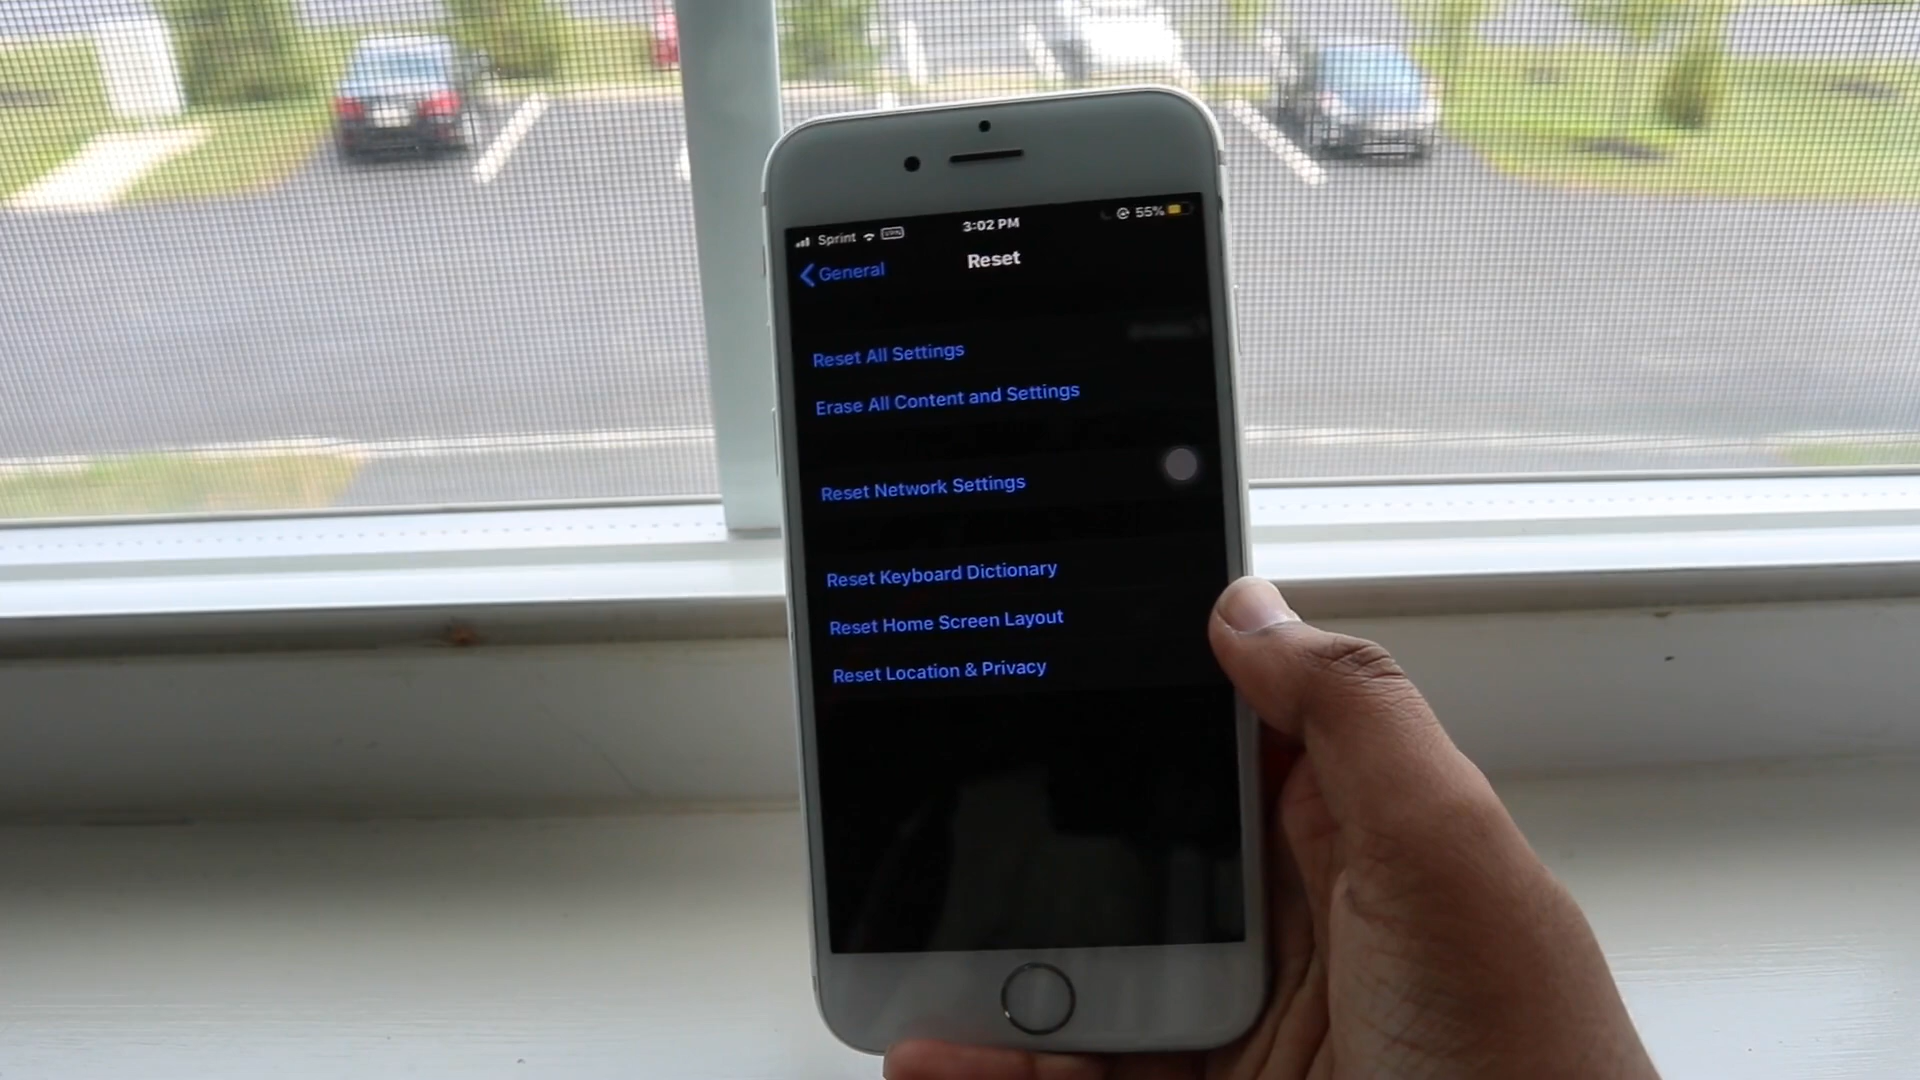 Sprint VPN 3:02 PM 55%
General Reset
Reset All Settings
Erase All Content and Settings
Reset Network Settings
Reset Keyboard Dictionary
Reset Home Screen Layout
Reset Location & Privacy